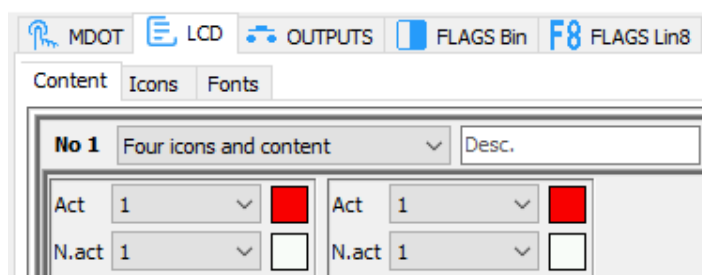 MDOT LCD OUTPUTS FLAGS Bin F8 FLAGS Lin8
Content Icons Fonts
No 1 Four icons and content Desc.
Act 1 Act 1
N.act 1 N.act 1